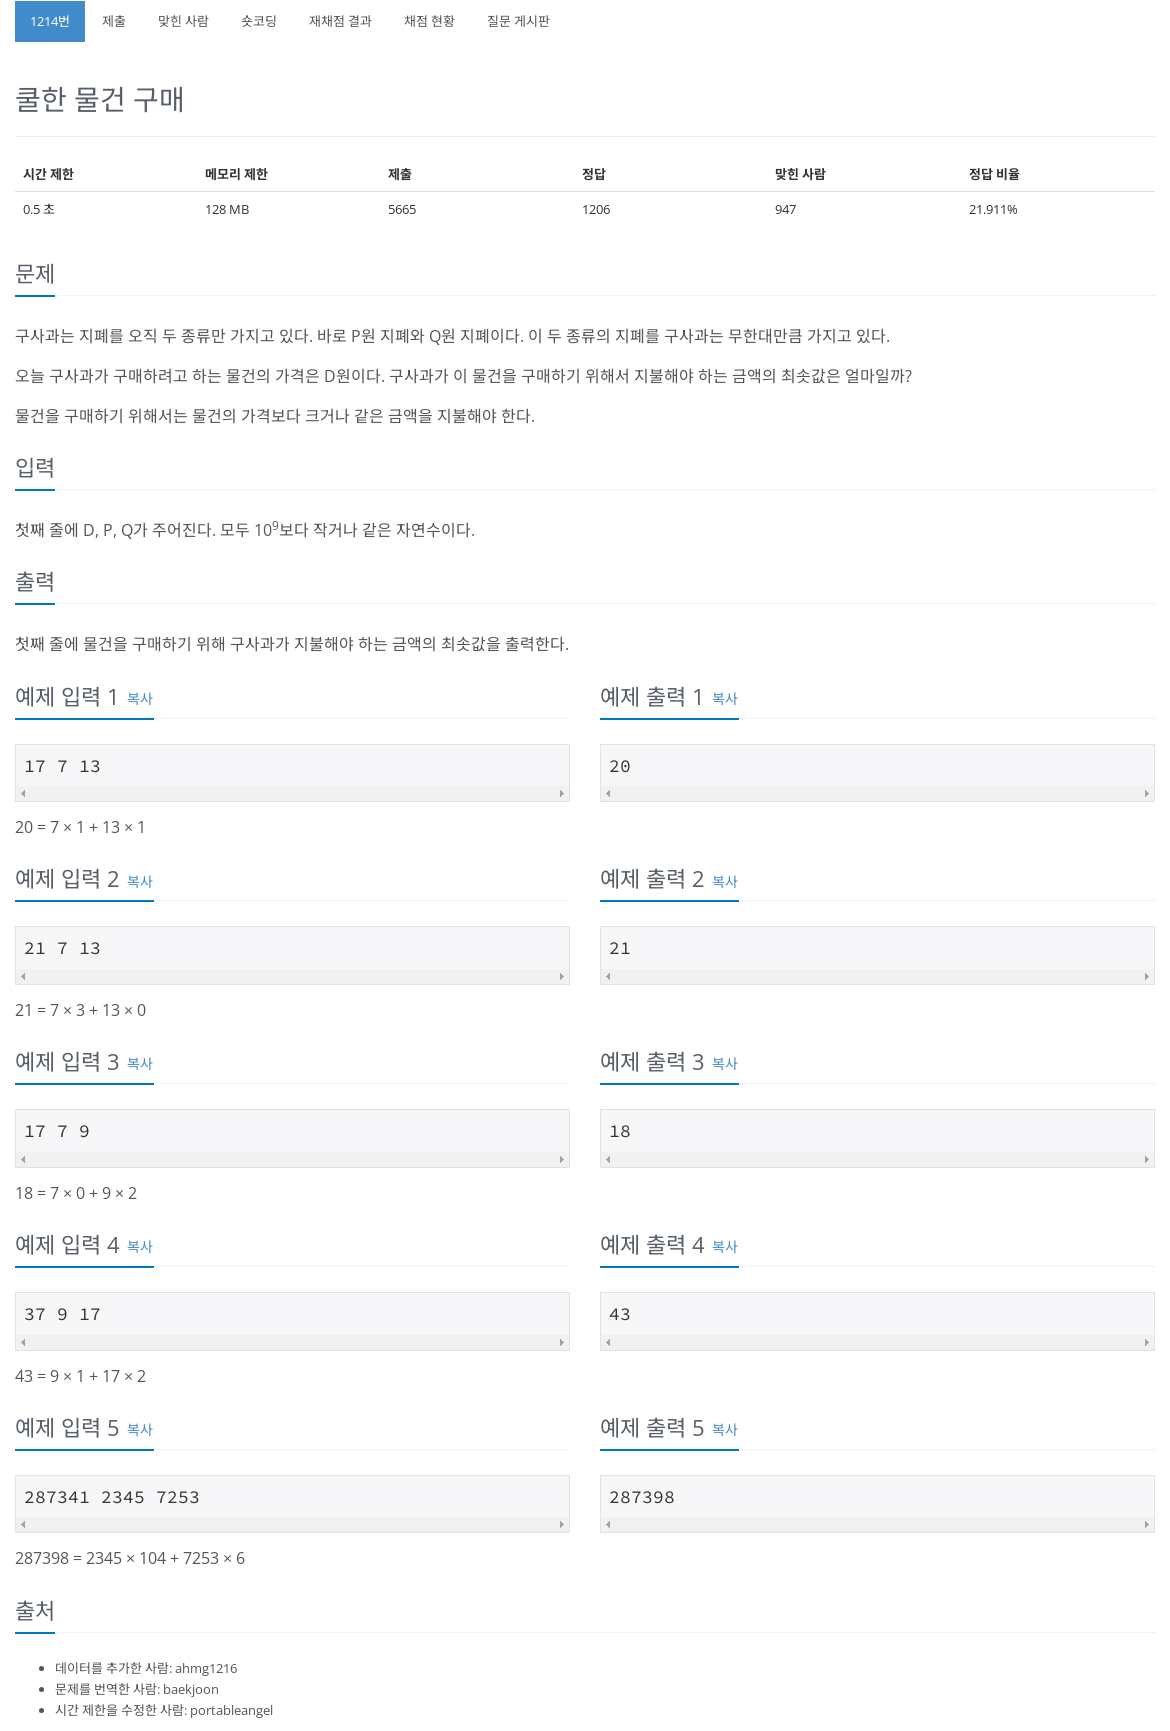 1214번 제출 맞힌 사람 숏코딩 재채점 결과 채점 현황 질문 게시판
쿨한 물건 구매
시간 제한 메모리 제한 제출 정답 맞힌 사람 정답 비율
0.5 초 128 MB 5665 1206 947 21.911%
문제
구사과는 지폐를 오직 두 종류만 가지고 있다. 바로 P원 지폐와 Q원 지폐이다. 이 두 종류의 지폐를 구사과는 무한대만큼 가지고 있다.
오늘 구사과가 구매하려고 하는 물건의 가격은 D원이다. 구사과가 이 물건을 구매하기 위해서 지불해야 하는 금액의 최솟값은 얼마일까?
물건을 구매하기 위해서는 물건의 가격보다 크거나 같은 금액을 지불해야 한다.
입력
첫째 줄에 D, P, Q가 주어진다. 모두 10⁹보다 작거나 같은 자연수이다.
출력
첫째 줄에 물건을 구매하기 위해 구사과가 지불해야 하는 금액의 최솟값을 출력한다.
예제 입력 1 복사 예제 출력 1 복사
17 7 13 20
20 = 7 × 1 + 13 × 1
예제 입력 2 복사 예제 출력 2 복사
21 7 13 21
21 = 7 × 3 + 13 × 0
예제 입력 3 복사 예제 출력 3 복사
17 7 9 18
18 = 7 × 0 + 9 × 2
예제 입력 4 복사 예제 출력 4 복사
37 9 17 43
43 = 9 × 1 + 17 × 2
예제 입력 5 복사 예제 출력 5 복사
287341 2345 7253 287398
287398 = 2345 × 104 + 7253 × 6
출처
데이터를 추가한 사람: ahmg1216
문제를 번역한 사람: baekjoon
시간 제한을 수정한 사람: portableangel